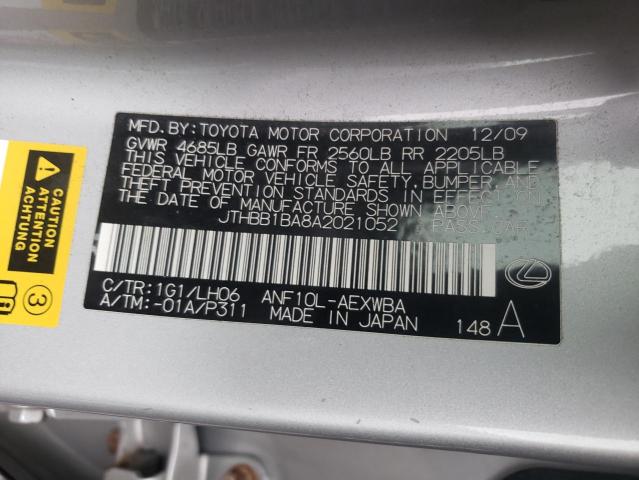 MFD. BY: TOYOTA MOTOR CORPORATION 12/09
GVWR 4685LB GAWR FR 2560LB RR 2205LB
THIS VEHICLE CONFORMS TO ALL APPLICABLE
FEDERAL MOTOR VEHICLE SAFETY, BUMPER, AND
THEFT PREVENTION STANDARDS IN EFFECT ON
THE DATE OF MANUFACTURE SHOWN ABOVE.
JTHBB1BA8A2021052 PASS. CAR
C/TR: 1G1/LH06 ANF10L-AEXWBA
A/TM: -01A/P311 MADE IN JAPAN 148 A
CAUTION
ATTENTION
ACHTUNG
3